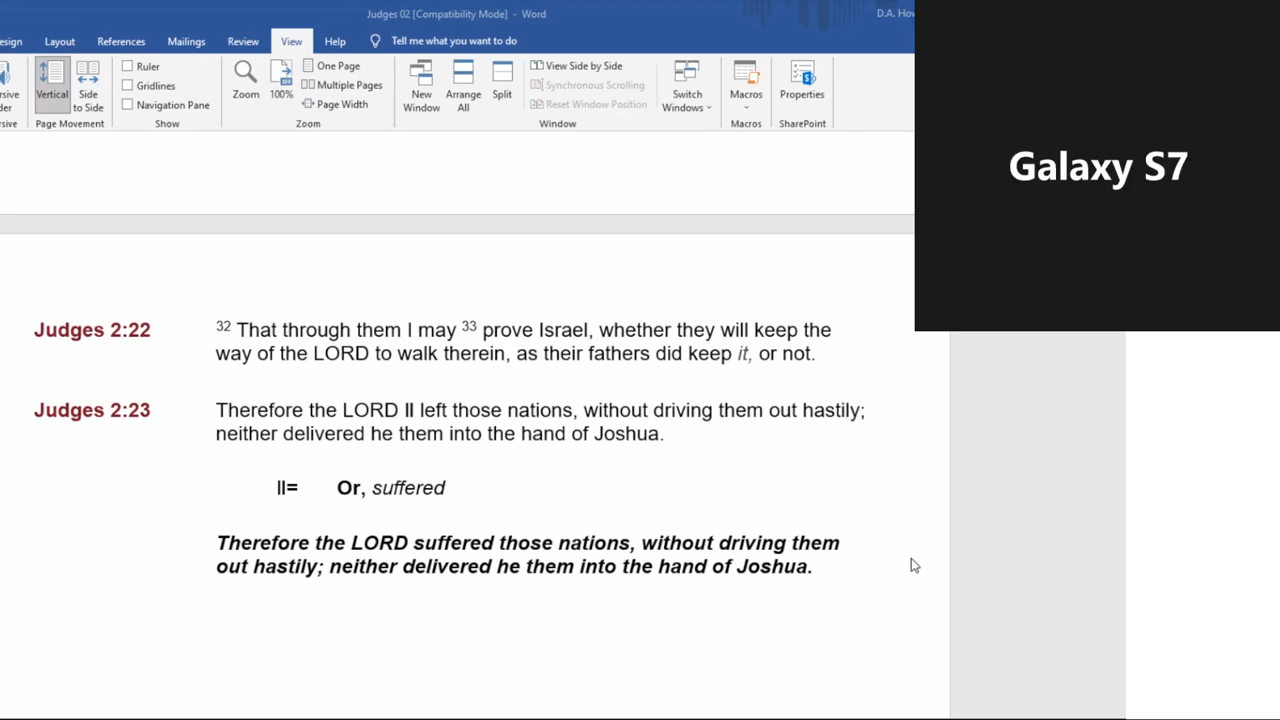 Judges 02 [Compatibility Mode] - Word
D.A. Hov
esign Layout References Mailings Review View Help Tell me what you want to do
Vertical
Side to Side
Page Movement
Ruler
Gridlines
Navigation Pane
Show
Zoom
100%
One Page
Multiple Pages
Page Width
Zoom
New Window
Arrange All
Split
View Side by Side
Synchronous Scrolling
Reset Window Position
Window
Switch Windows
Macros
Macros
Properties
SharePoint
Galaxy S7
Judges 2:22 32 That through them I may 33 prove Israel, whether they will keep the
way of the LORD to walk therein, as their fathers did keep it, or not.
Judges 2:23 Therefore the LORD II left those nations, without driving them out hastily;
neither delivered he them into the hand of Joshua.
II= Or, suffered
Therefore the LORD suffered those nations, without driving them
out hastily; neither delivered he them into the hand of Joshua.